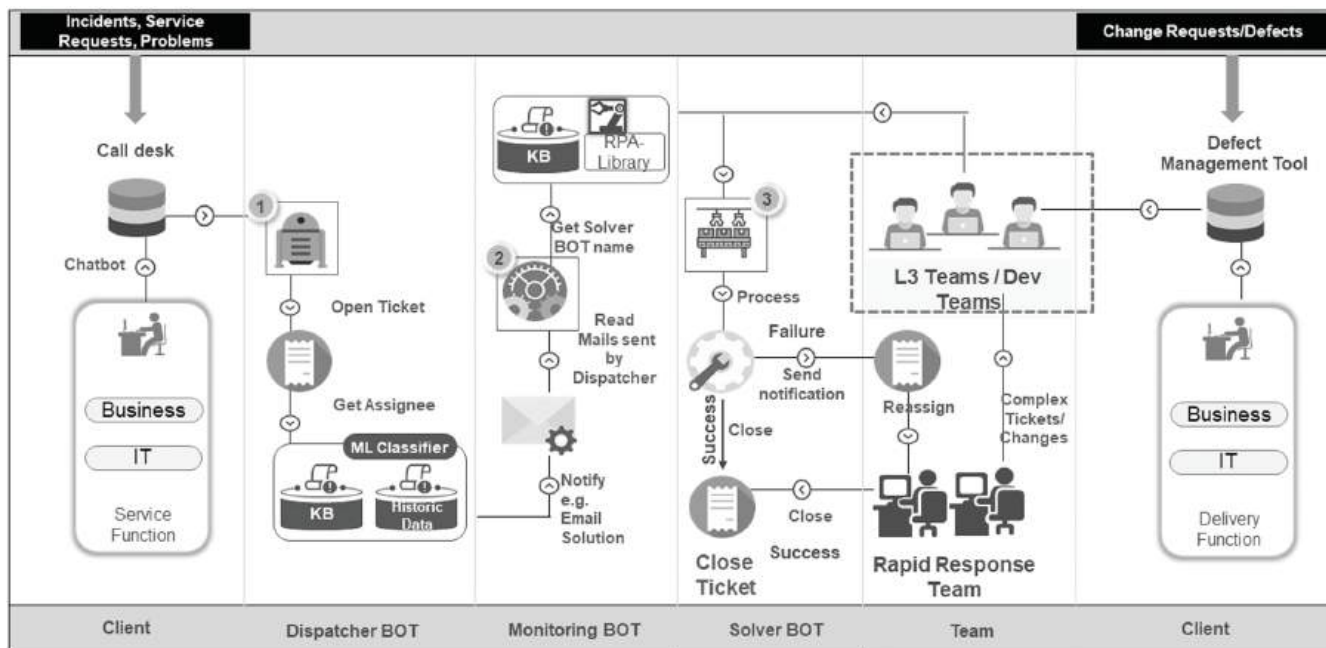 Incidents, Service
Requests, Problems
Change Requests/Defects
Call desk
Chatbot
Business
IT
Service
Function
1
Open Ticket
Get Assignee
ML Classifier
KB
Historic
Data
KB
RPA-
Library
Get Solver
BOT name
2
Read
Mails sent
by
Dispatcher
Notify
e.g.
Email
Solution
3
Process
Failure
Send
notification
Success
Close
Close
Ticket
Close
Success
L3 Teams / Dev
Teams
Reassign
Complex
Tickets/
Changes
Rapid Response
Team
Defect
Management Tool
Business
IT
Delivery
Function
Client
Dispatcher BOT
Monitoring BOT
Solver BOT
Team
Client